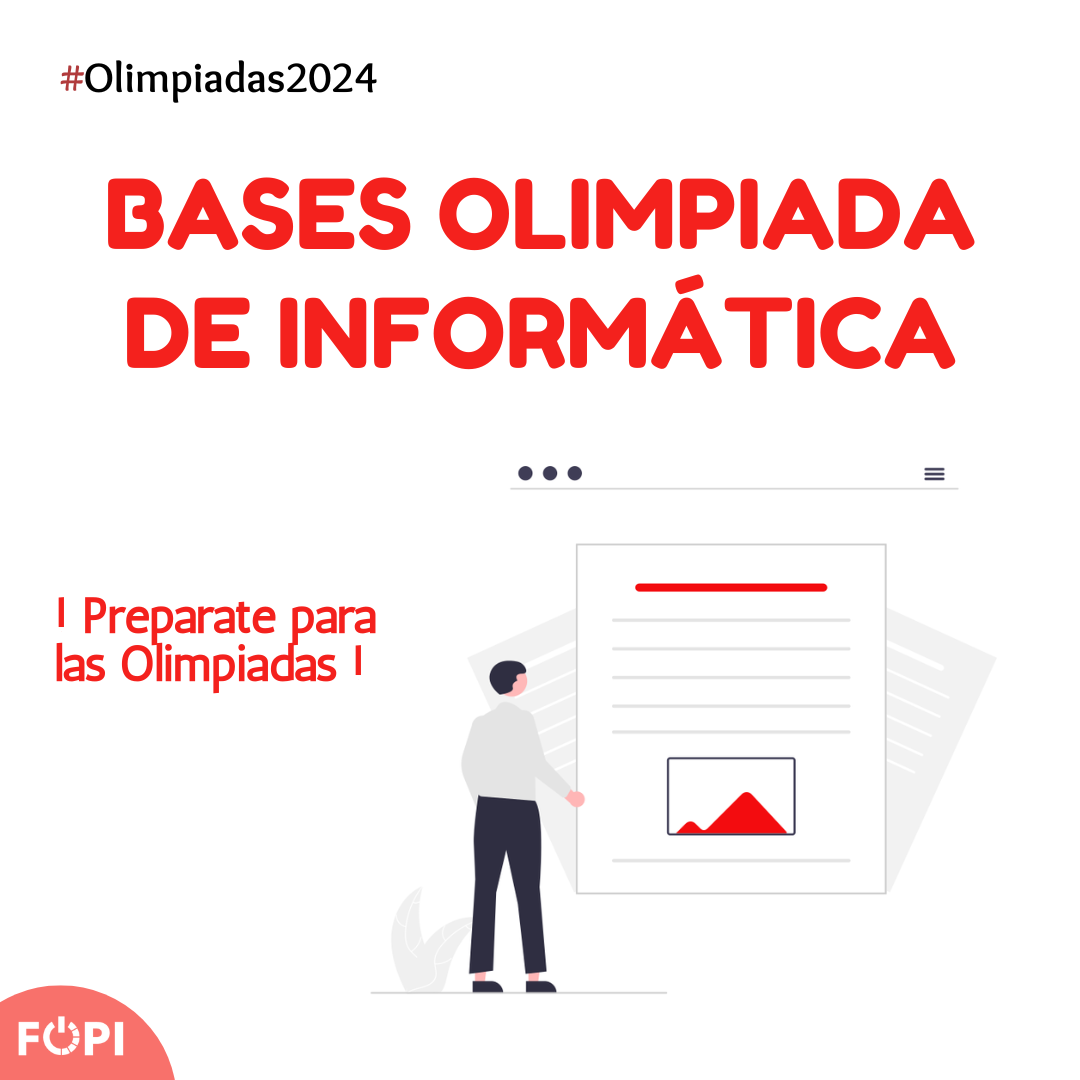 #Olimpiadas2024
BASES OLIMPIADA
DE INFORMÁTICA
¡ Preparate para
las Olimpiadas !
FOPI